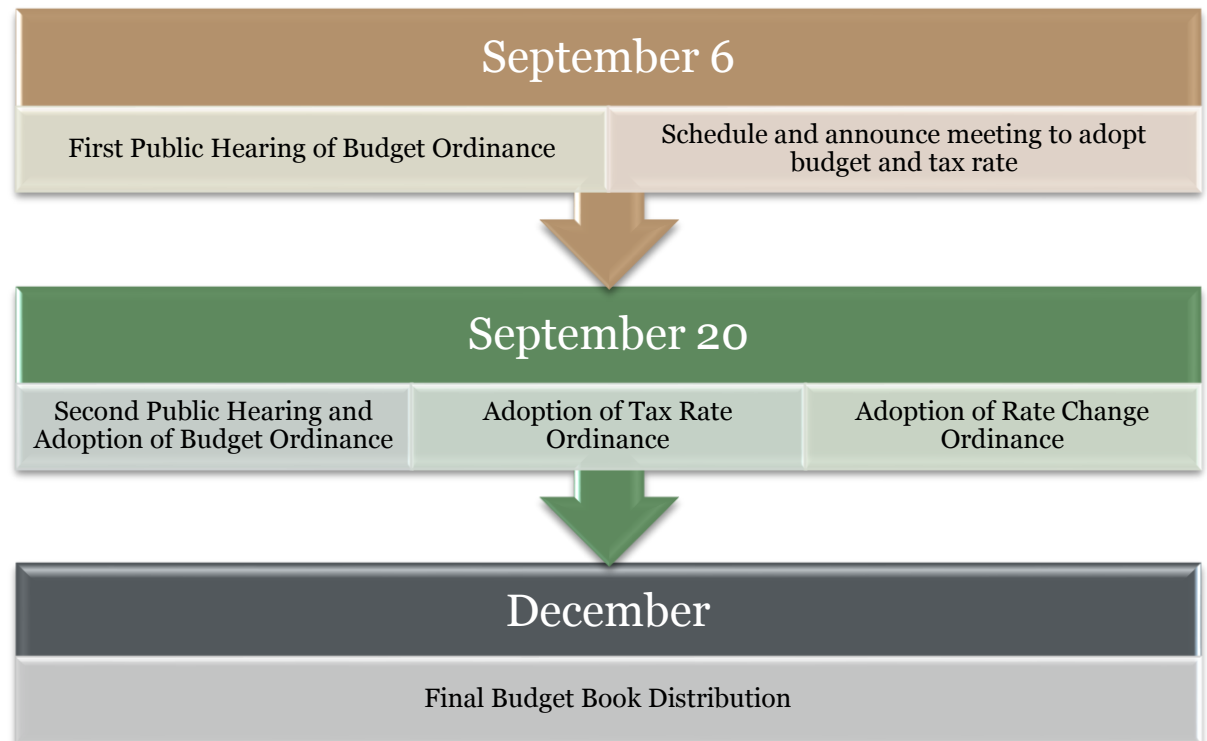 September 6
First Public Hearing of Budget Ordinance
Schedule and announce meeting to adopt
budget and tax rate
September 20
Second Public Hearing and
Adoption of Budget Ordinance
Adoption of Tax Rate
Ordinance
Adoption of Rate Change
Ordinance
December
Final Budget Book Distribution